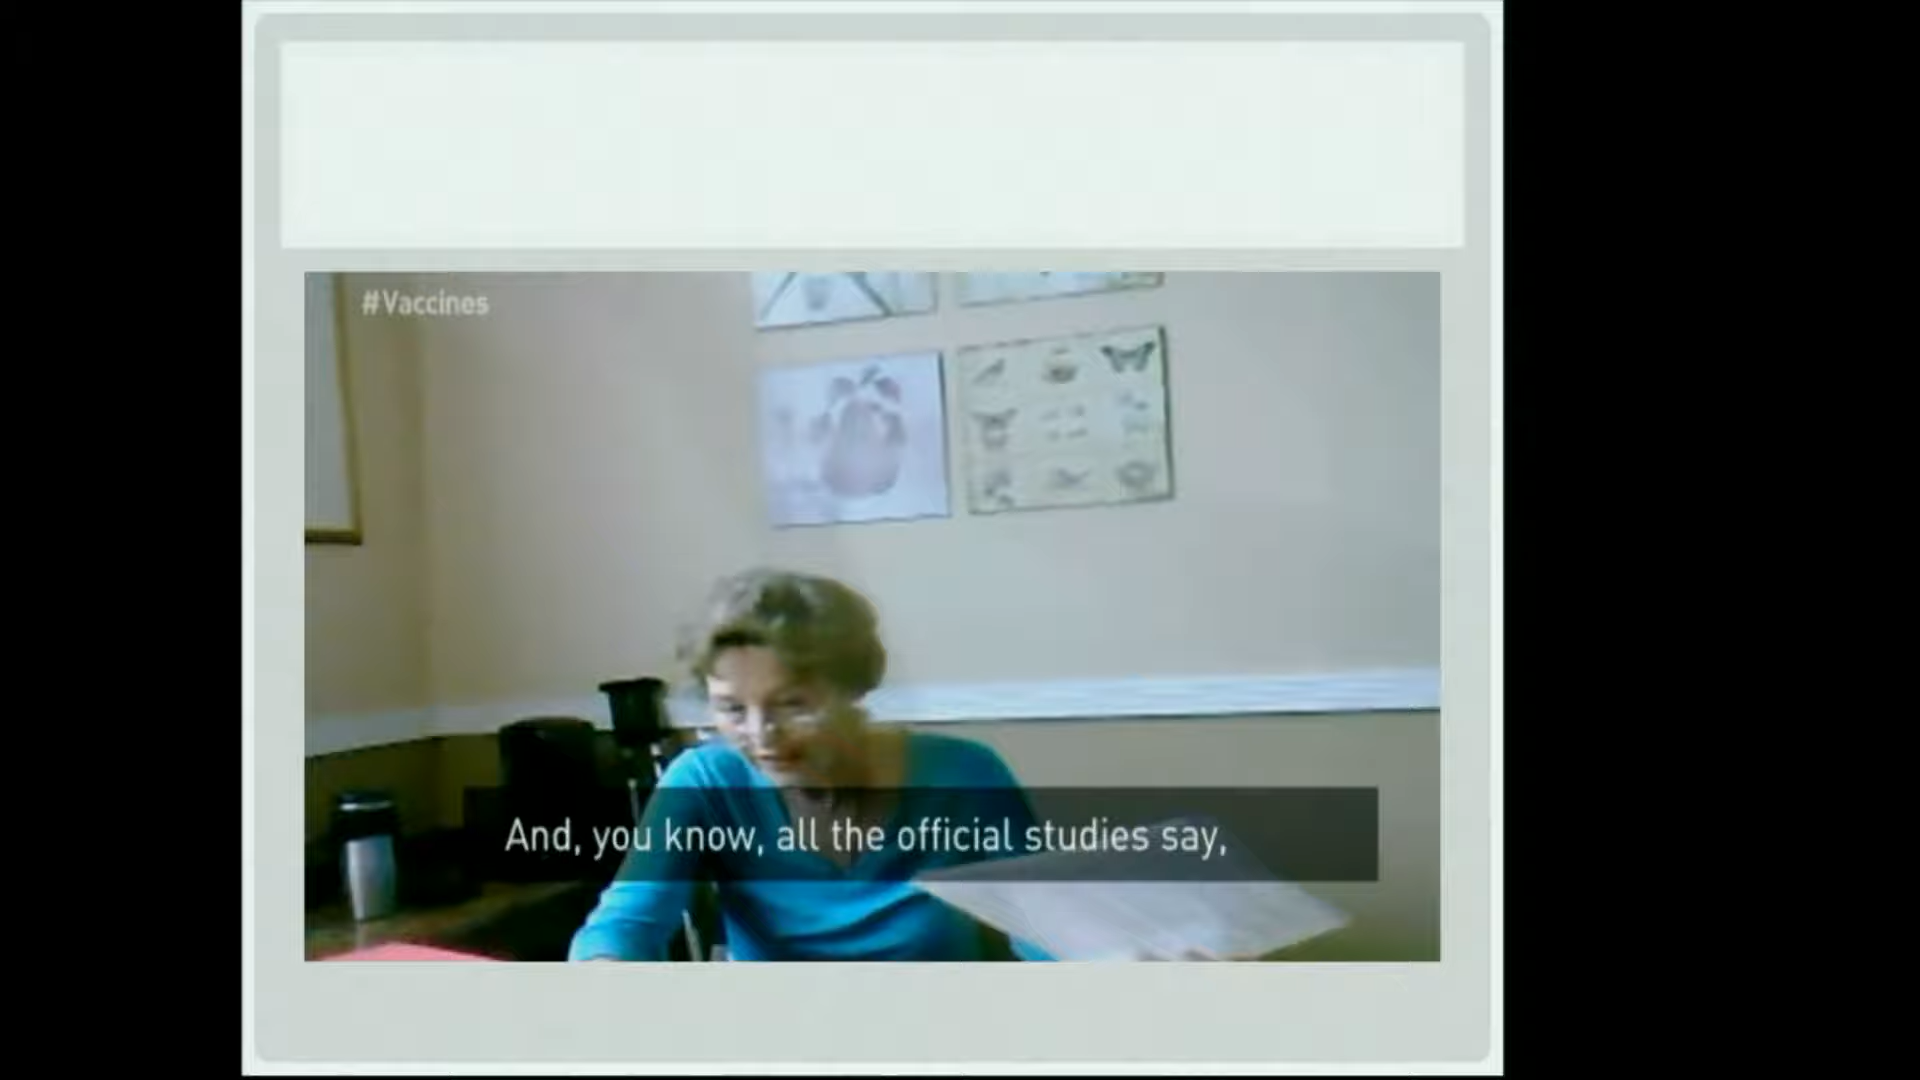 #Vaccines
And, you know, all the official studies say,